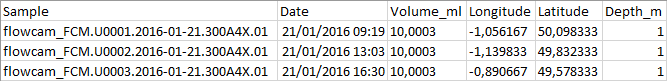 Sample Date Volume_ml Longitude Latitude Depth_m
flowcam_FCM.U0001.2016-01-21.300A4X.01 21/01/2016 09:19 10,0003 -1,056167 50,098333 1
flowcam_FCM.U0002.2016-01-21.300A4X.01 21/01/2016 13:03 10,0003 -1,139833 49,832333 1
flowcam_FCM.U0003.2016-01-21.300A4X.01 21/01/2016 16:30 10,0003 -0,890667 49,578333 1